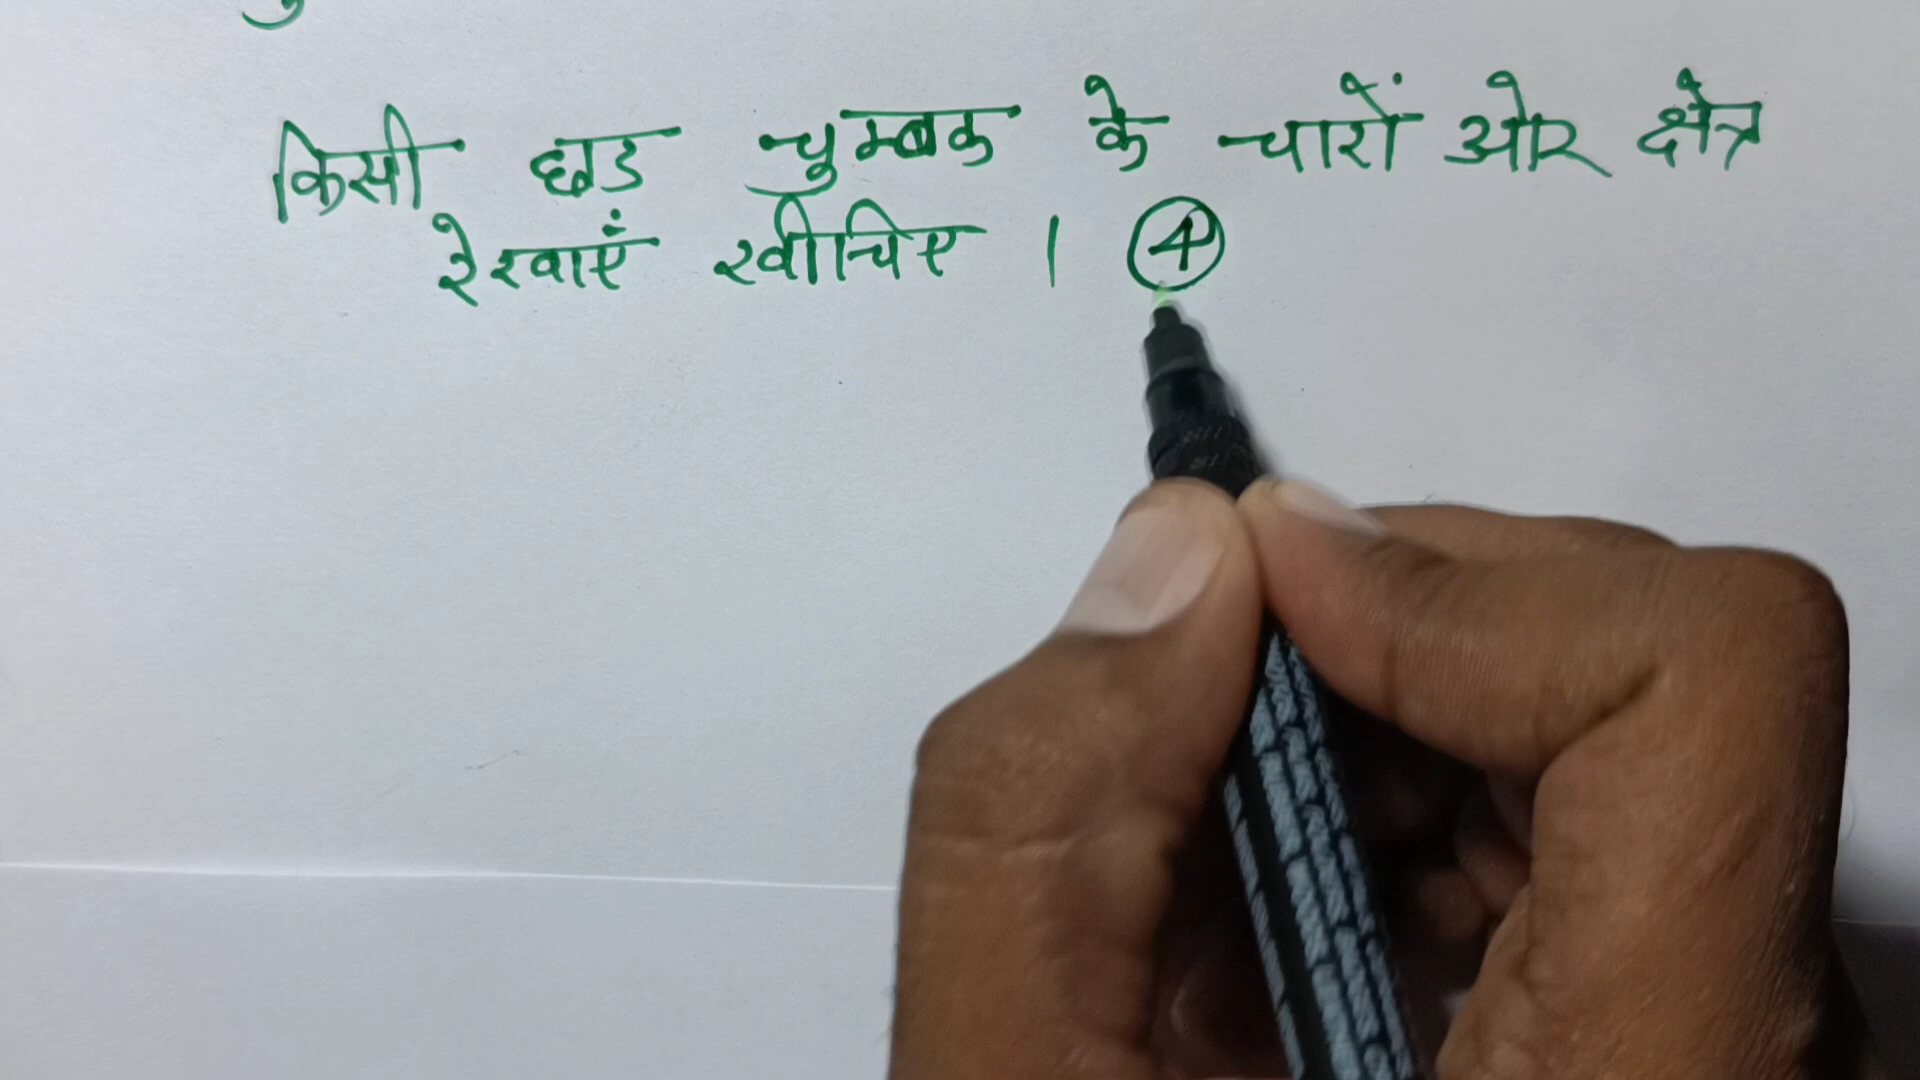 किसी छड चुम्बक के चारों ओर क्षेत्र
रेखाएं खीचिए । 4